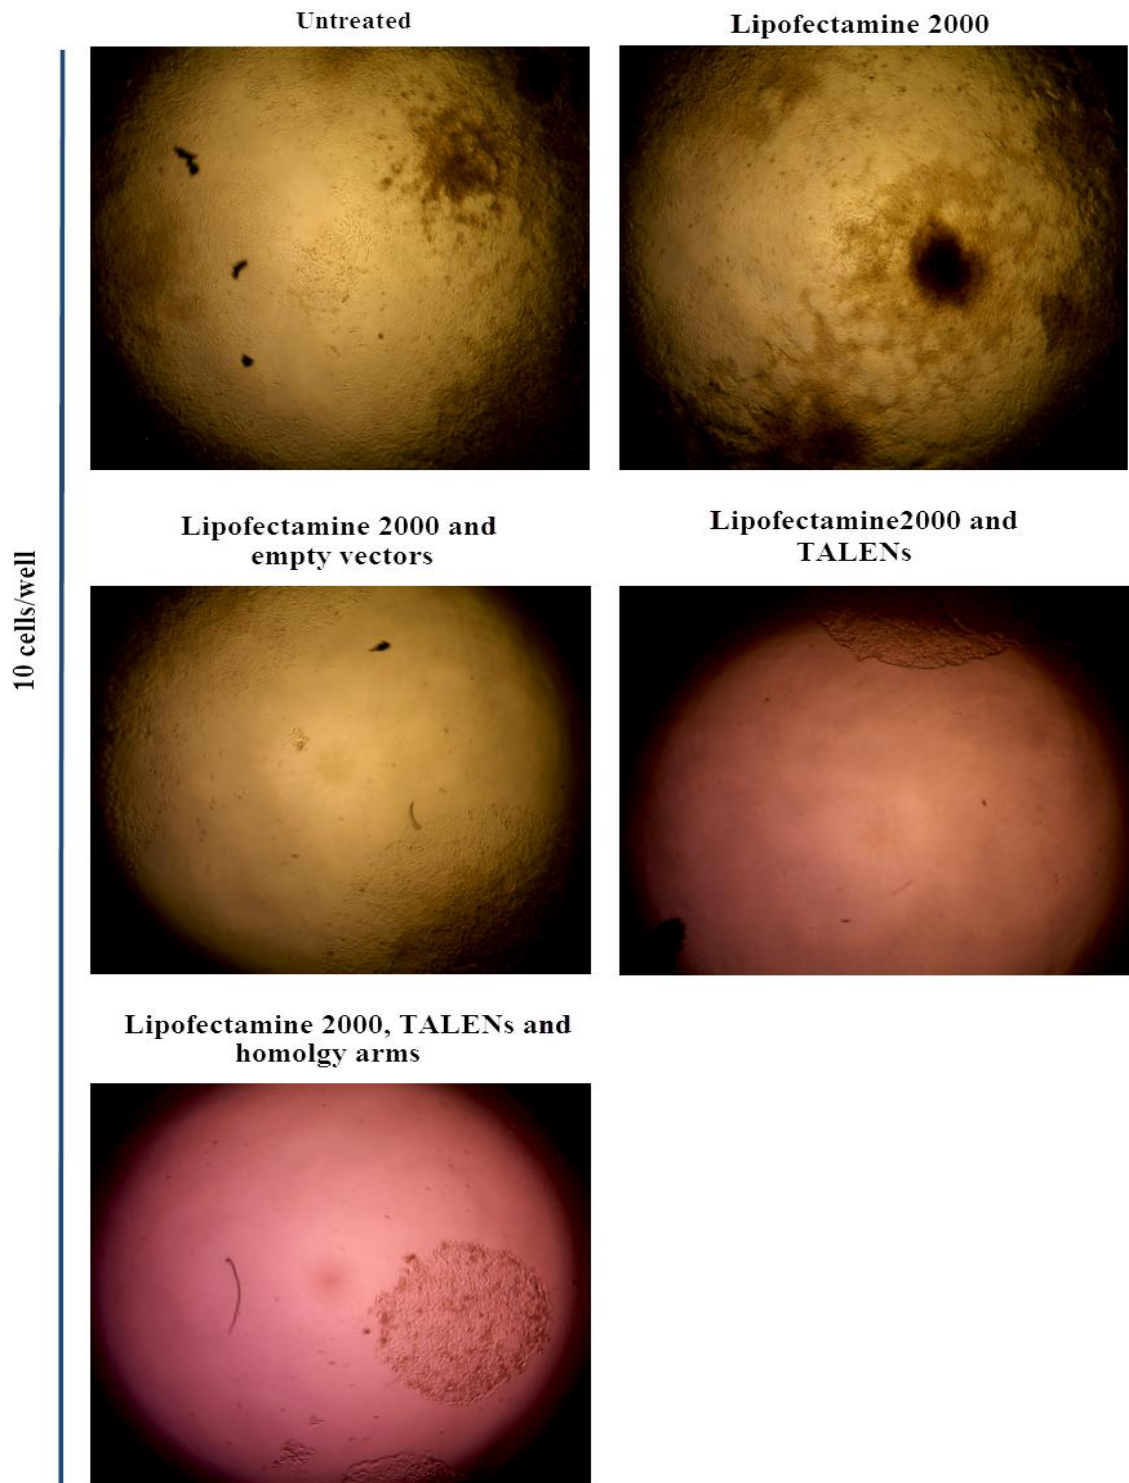 Untreated
Lipofectamine 2000
10 cells/well
Lipofectamine 2000 and
empty vectors
Lipofectamine2000 and
TALENs
Lipofectamine 2000, TALENs and
homolgy arms